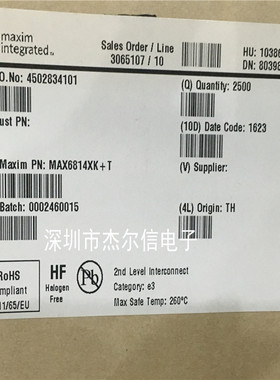 maxim
integrated™
Sales Order / Line
3065107 / 10
HU: 10386
DN: 80398
O.No: 4502834101
(Q) Quantity: 2500
ust PN:
(10D) Date Code: 1623
Maxim PN: MAX6814XK+T
(V) Supplier:
Batch: 0002460015
(4L) Origin: TH
深圳市杰尔信电子
RoHS
mpliant
11/65/EU
HF
Halogen
Free
Pb
2nd Level Interconnect
Category: e3
Max Safe Temp: 260°C